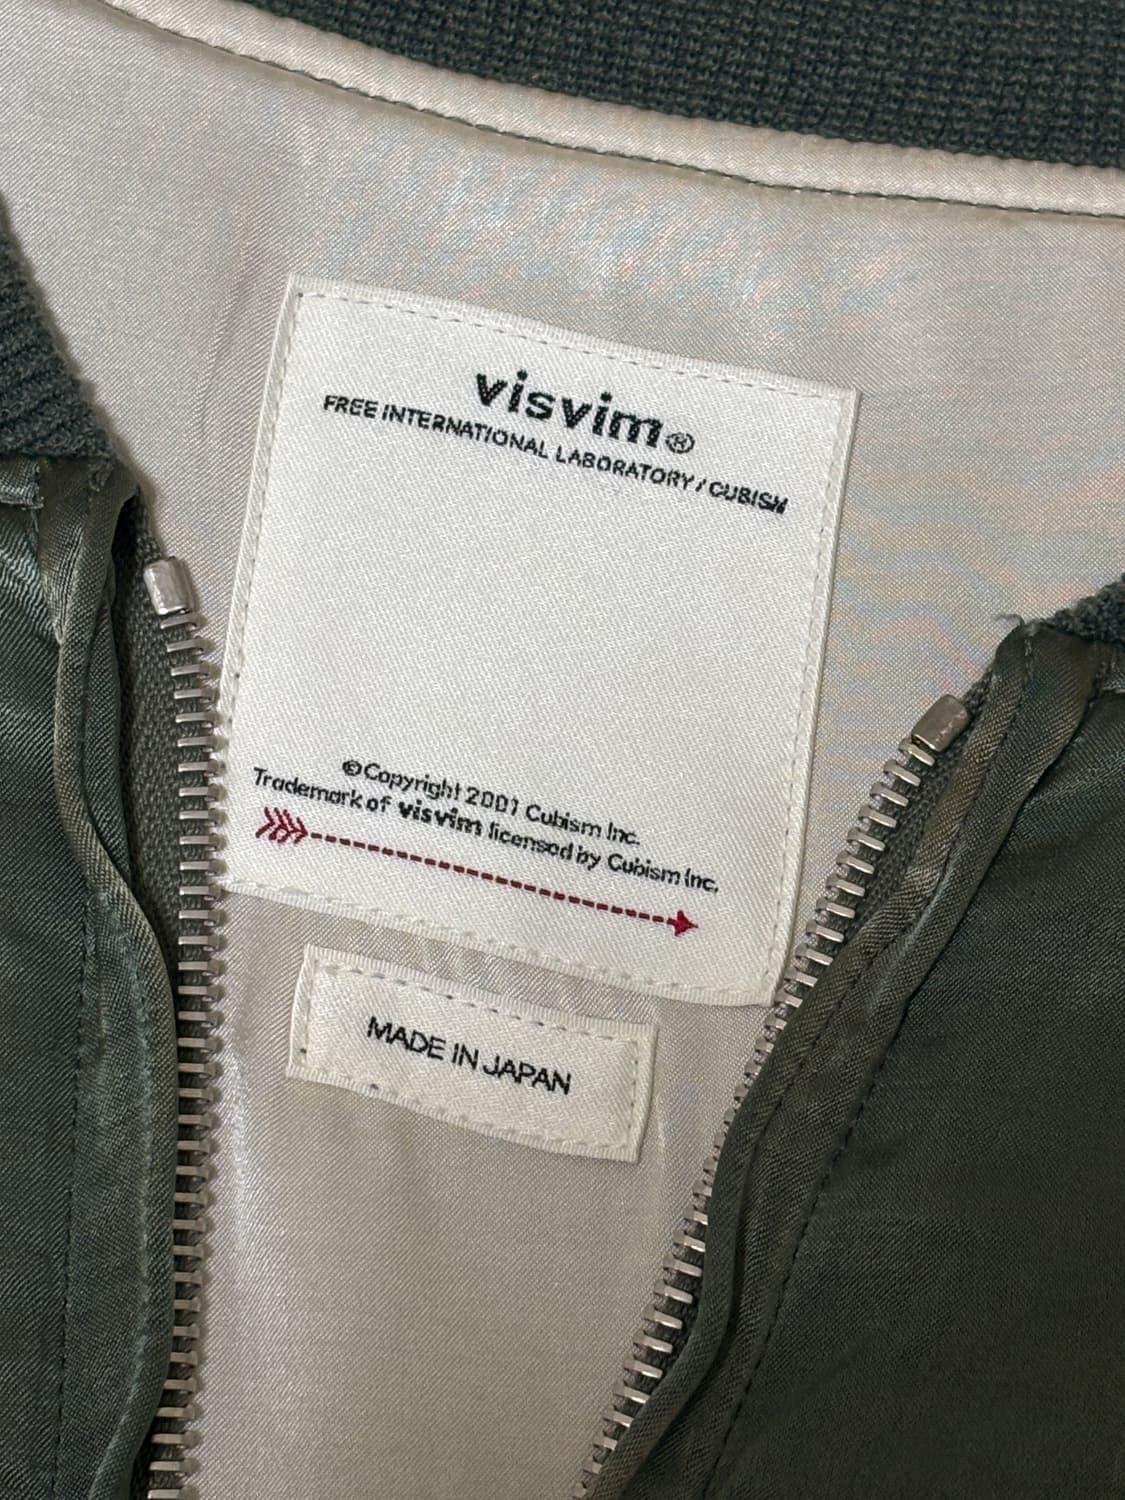 visvim®
FREE INTERNATIONAL LABORATORY / CUBISM
©Copyright 2001 Cubism Inc.
Trademark of visvim licensed by Cubism Inc.
MADE IN JAPAN